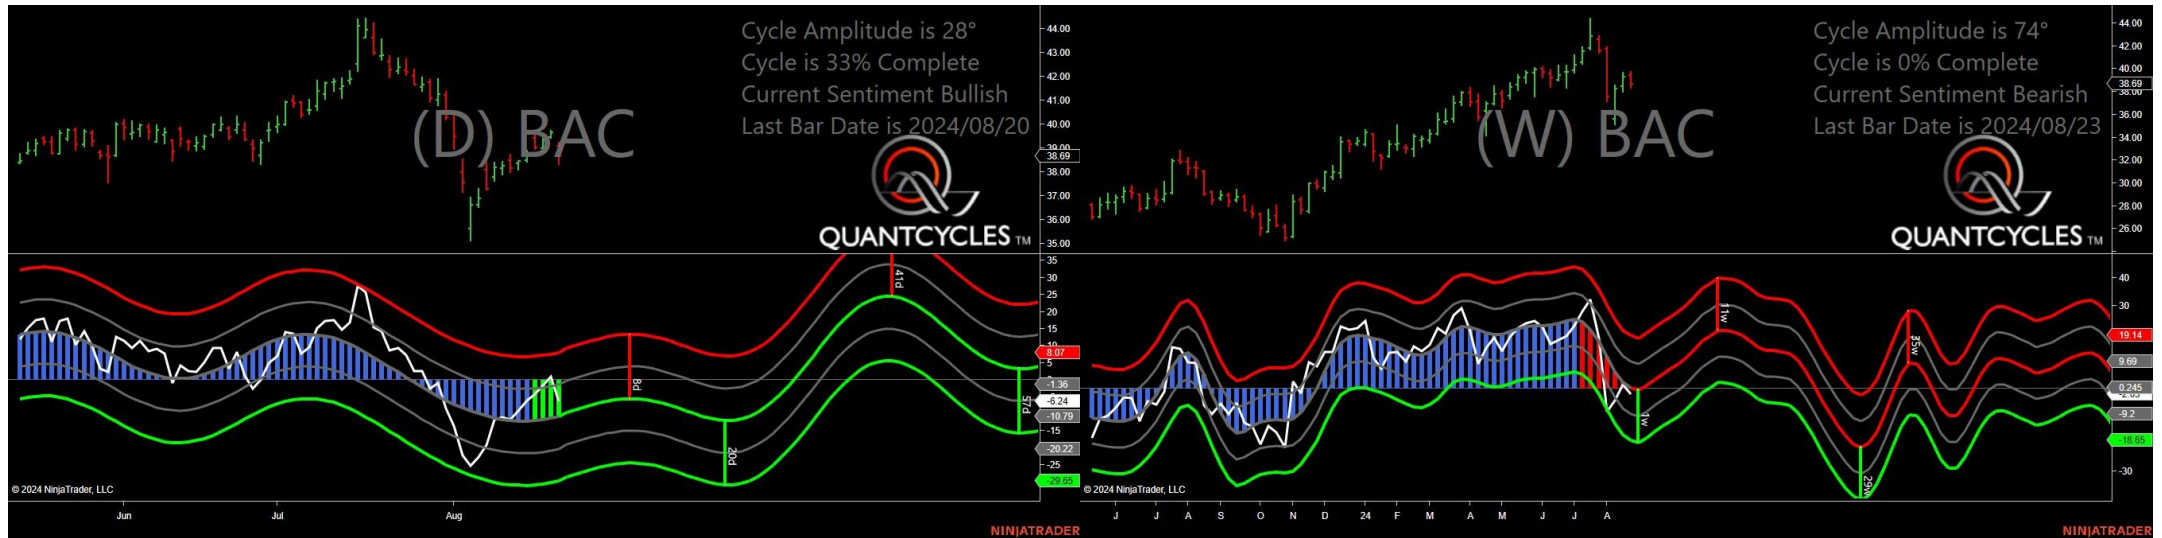 Cycle Amplitude is 28°
Cycle is 33% Complete
Current Sentiment Bullish
Last Bar Date is 2024/08/20
(D) BAC
QUANTCYCLES TM
44.00
43.00
42.00
41.00
40.00
39.00
38.69
38.00
37.00
36.00
35.00
35
30
25
20
15
10
8.07
5
-1.36
-6.24
-10.79
-15
-20.22
-25
-29.65
8d
20d
41d
57d
© 2024 NinjaTrader, LLC
Jun Jul Aug
NINJATRADER
Cycle Amplitude is 74°
Cycle is 0% Complete
Current Sentiment Bearish
Last Bar Date is 2024/08/23
(W) BAC
QUANTCYCLES TM
44.00
42.00
40.00
38.69
38.00
36.00
34.00
32.00
30.00
28.00
26.00
40
30
19.14
9.69
0.245
-9.2
-18.65
-30
1w
11w
29w
35w
© 2024 NinjaTrader, LLC
J J A S O N D 24 F M A M J J A
NINJATRADER